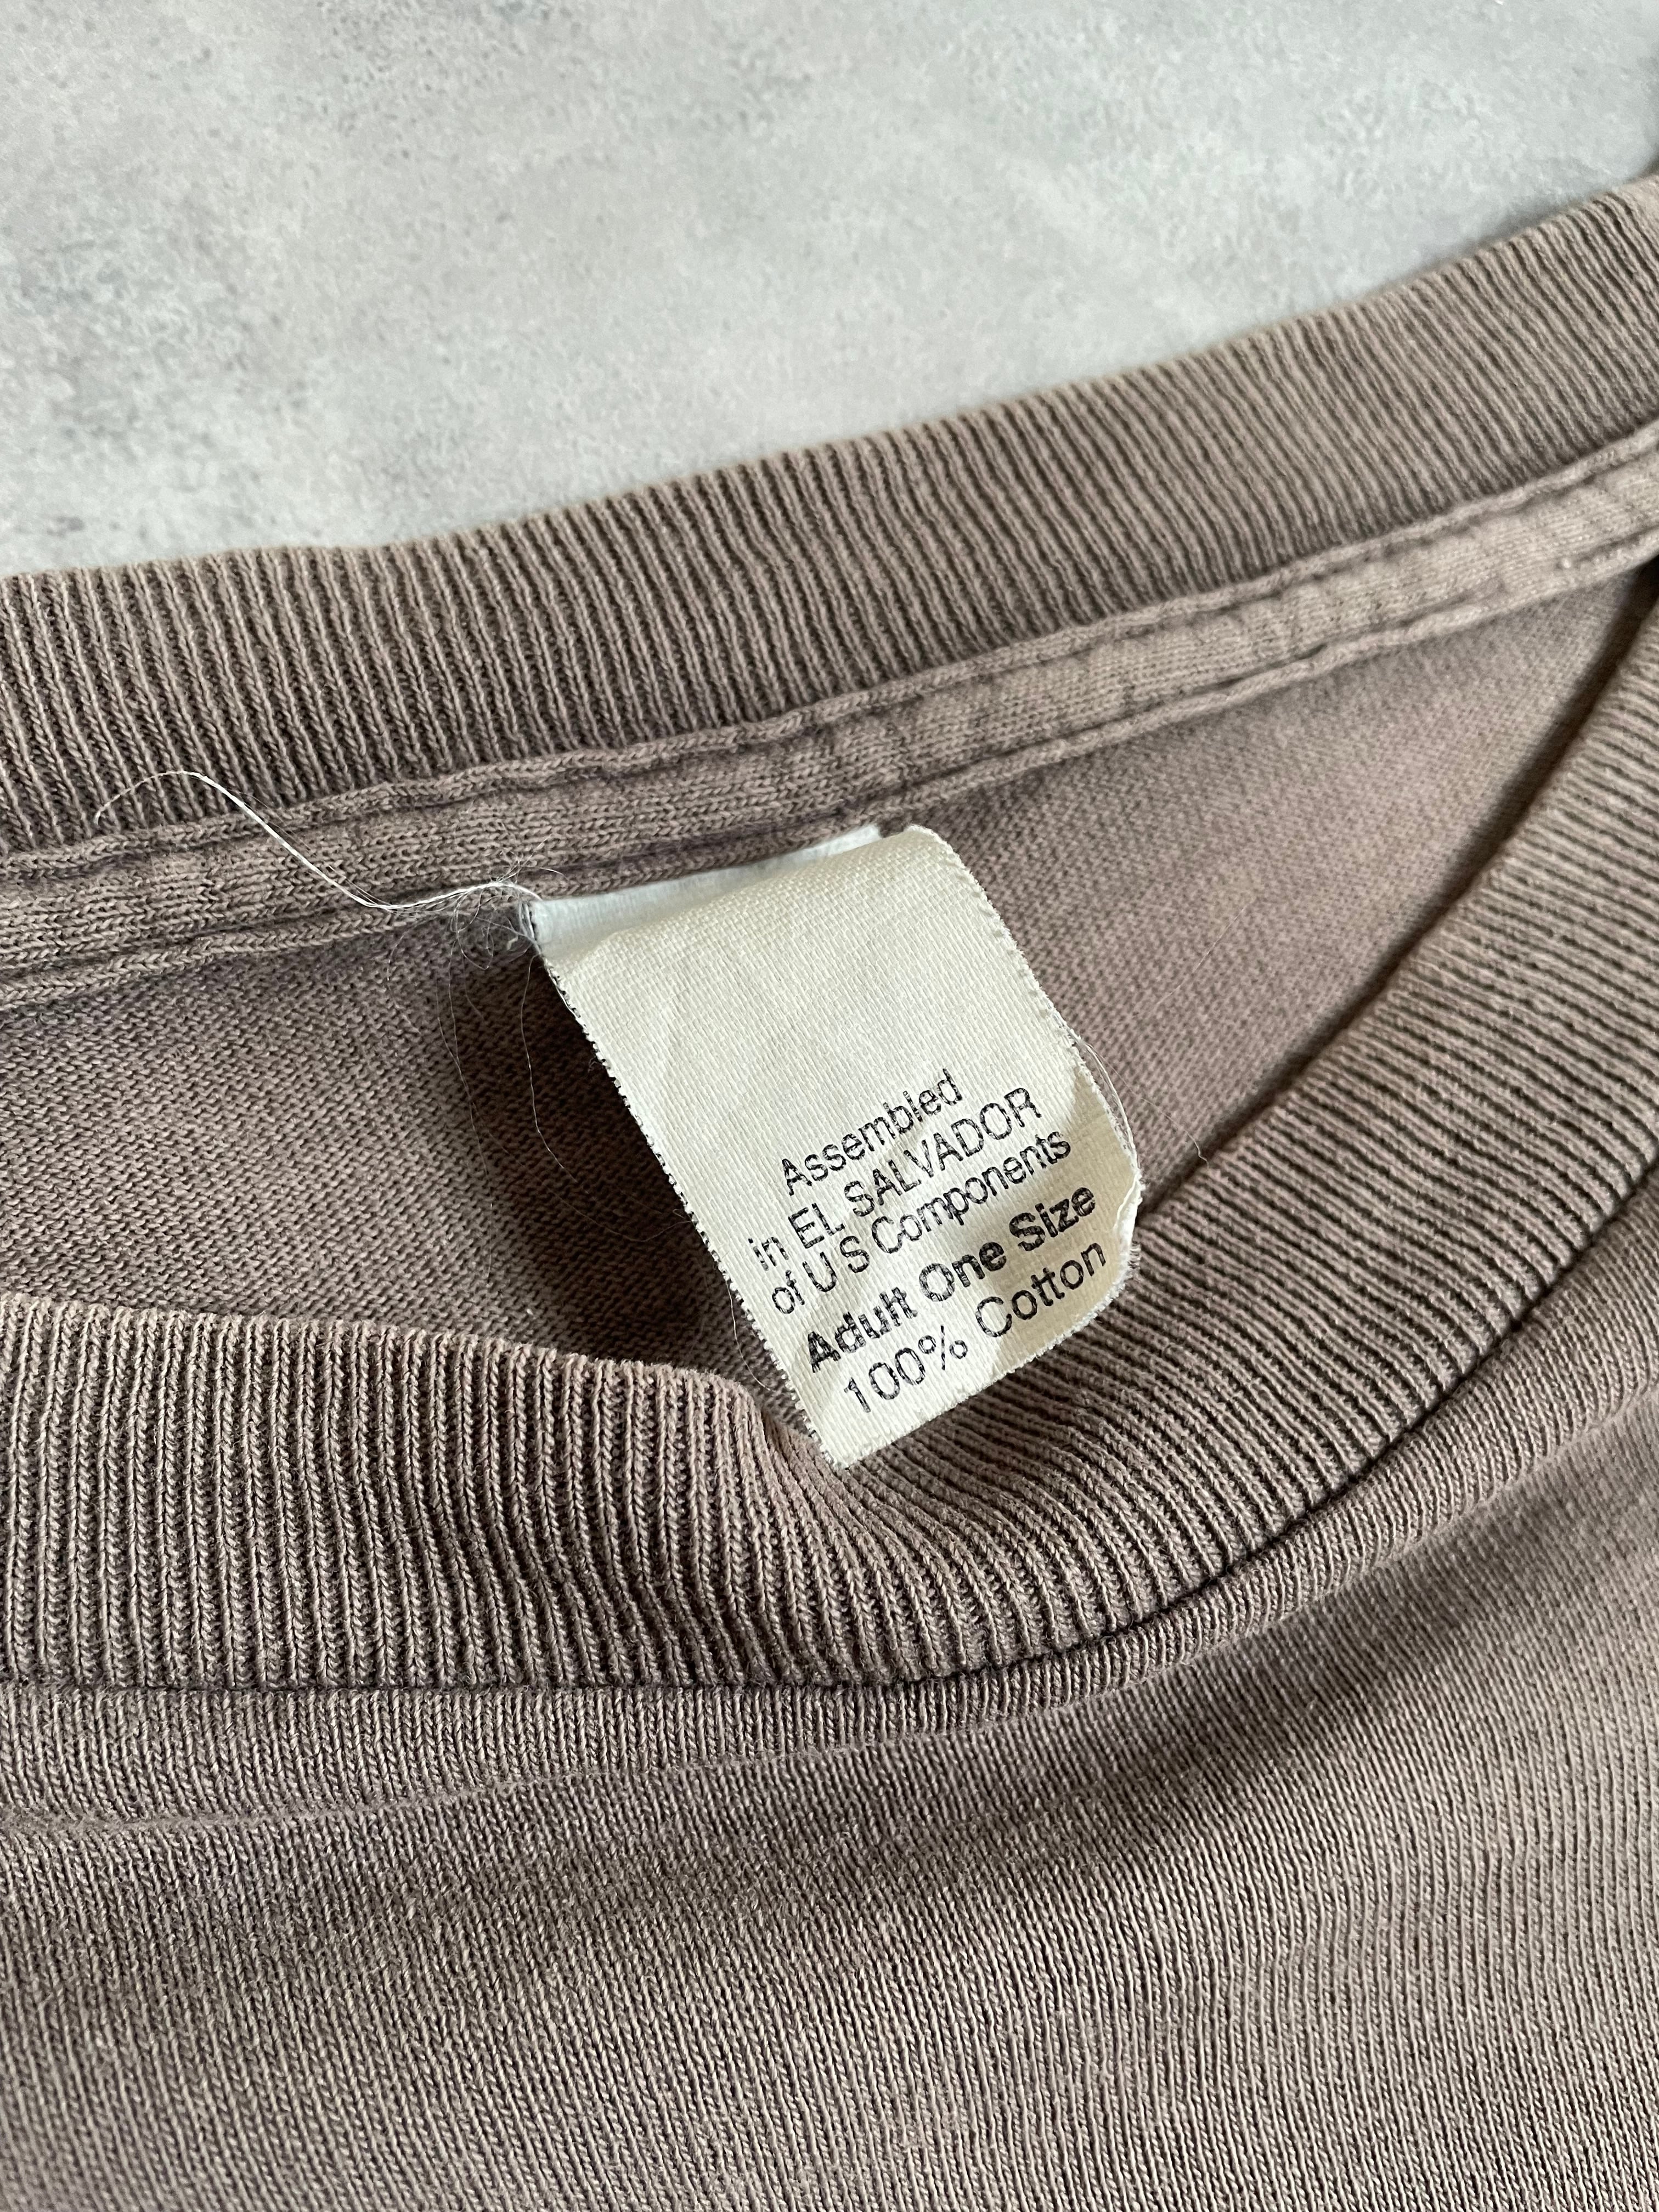 Assembled
in EL SALVADOR
of U S Components
Adult One Size
100% Cotton